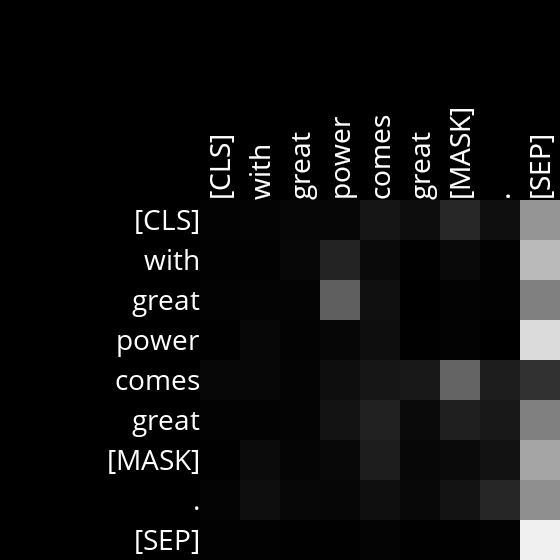 [CLS] with great power comes great [MASK] . [SEP]
[CLS]
with
great
power
comes
great
[MASK]
.
[SEP]